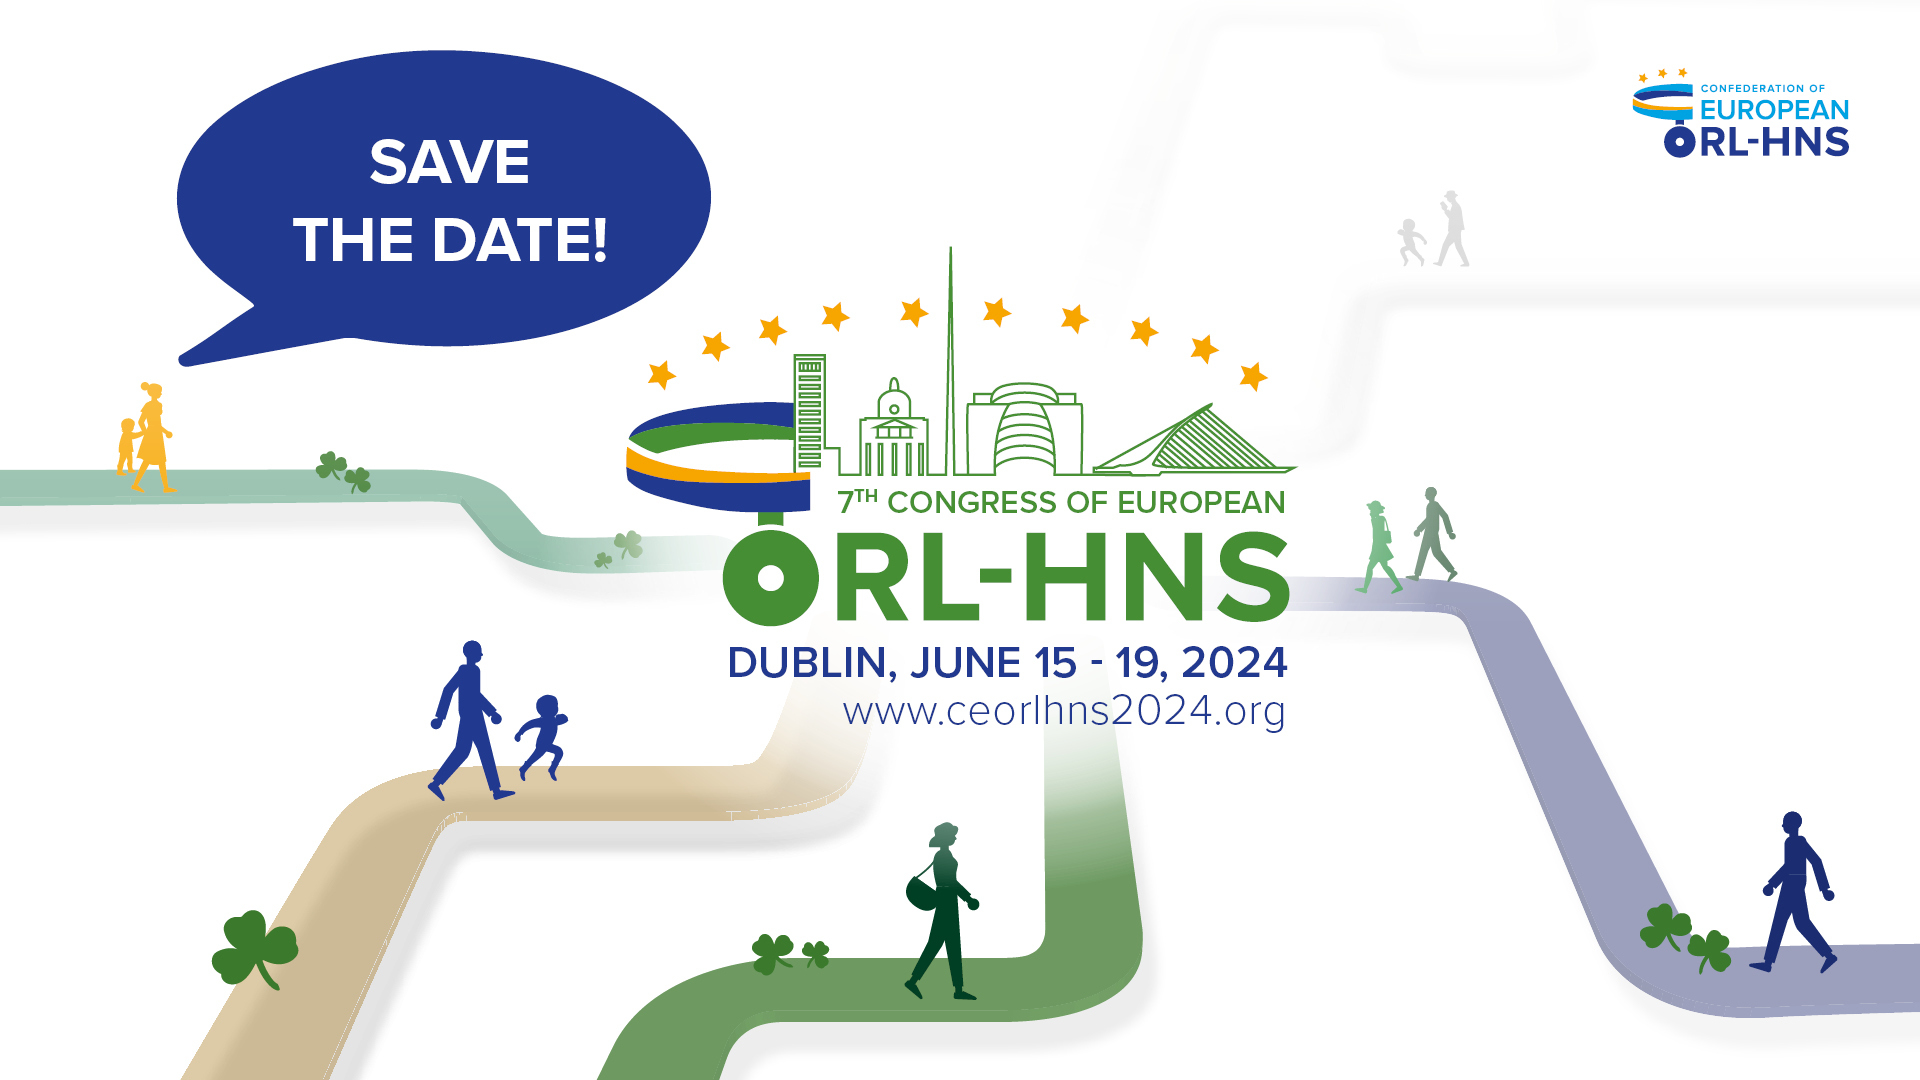 SAVE
THE DATE!
CONFEDERATION OF
EUROPEAN
ORL-HNS
7TH CONGRESS OF EUROPEAN
ORL-HNS
DUBLIN, JUNE 15 - 19, 2024
www.ceorlhns2024.org